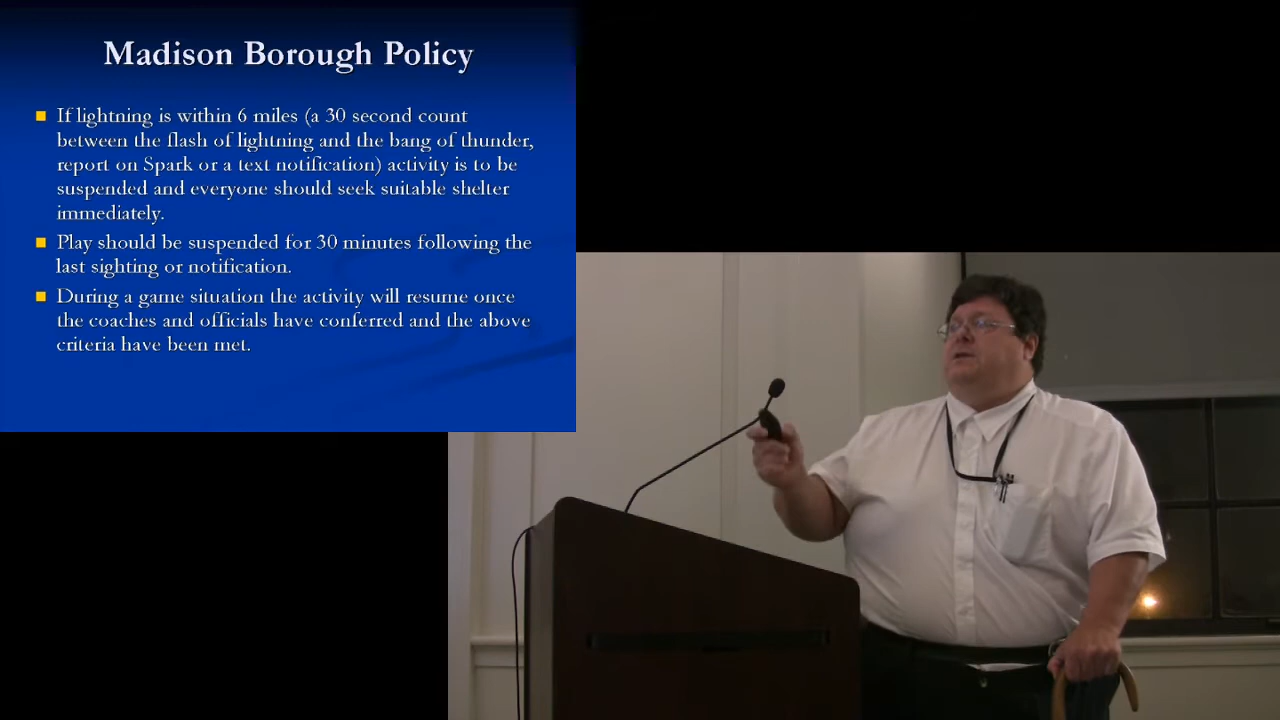 Madison Borough Policy
If lightning is within 6 miles (a 30 second count
between the flash of lightning and the bang of thunder,
report on Spark or a text notification) activity is to be
suspended and everyone should seek suitable shelter
immediately.
Play should be suspended for 30 minutes following the
last sighting or notification.
During a game situation the activity will resume once
the coaches and officials have conferred and the above
criteria have been met.